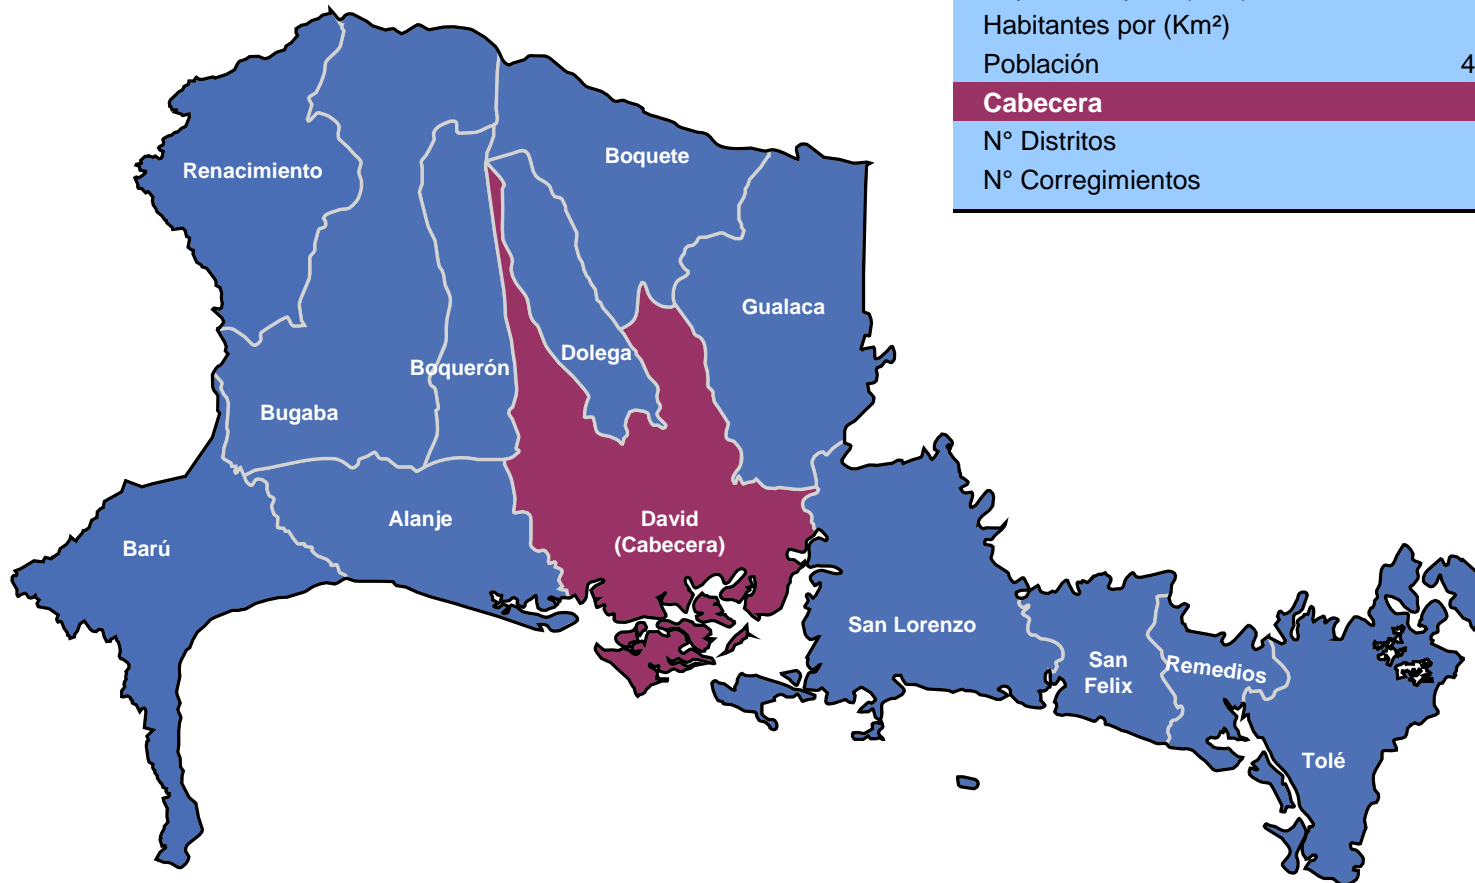 Habitantes por (Km²)
Población 4
Cabecera
N° Distritos
N° Corregimientos
Renacimiento
Boquete
Gualaca
Dolega
Boquerón
Bugaba
Alanje
David
(Cabecera)
Barú
San Lorenzo
San
Felix
Remedios
Tolé